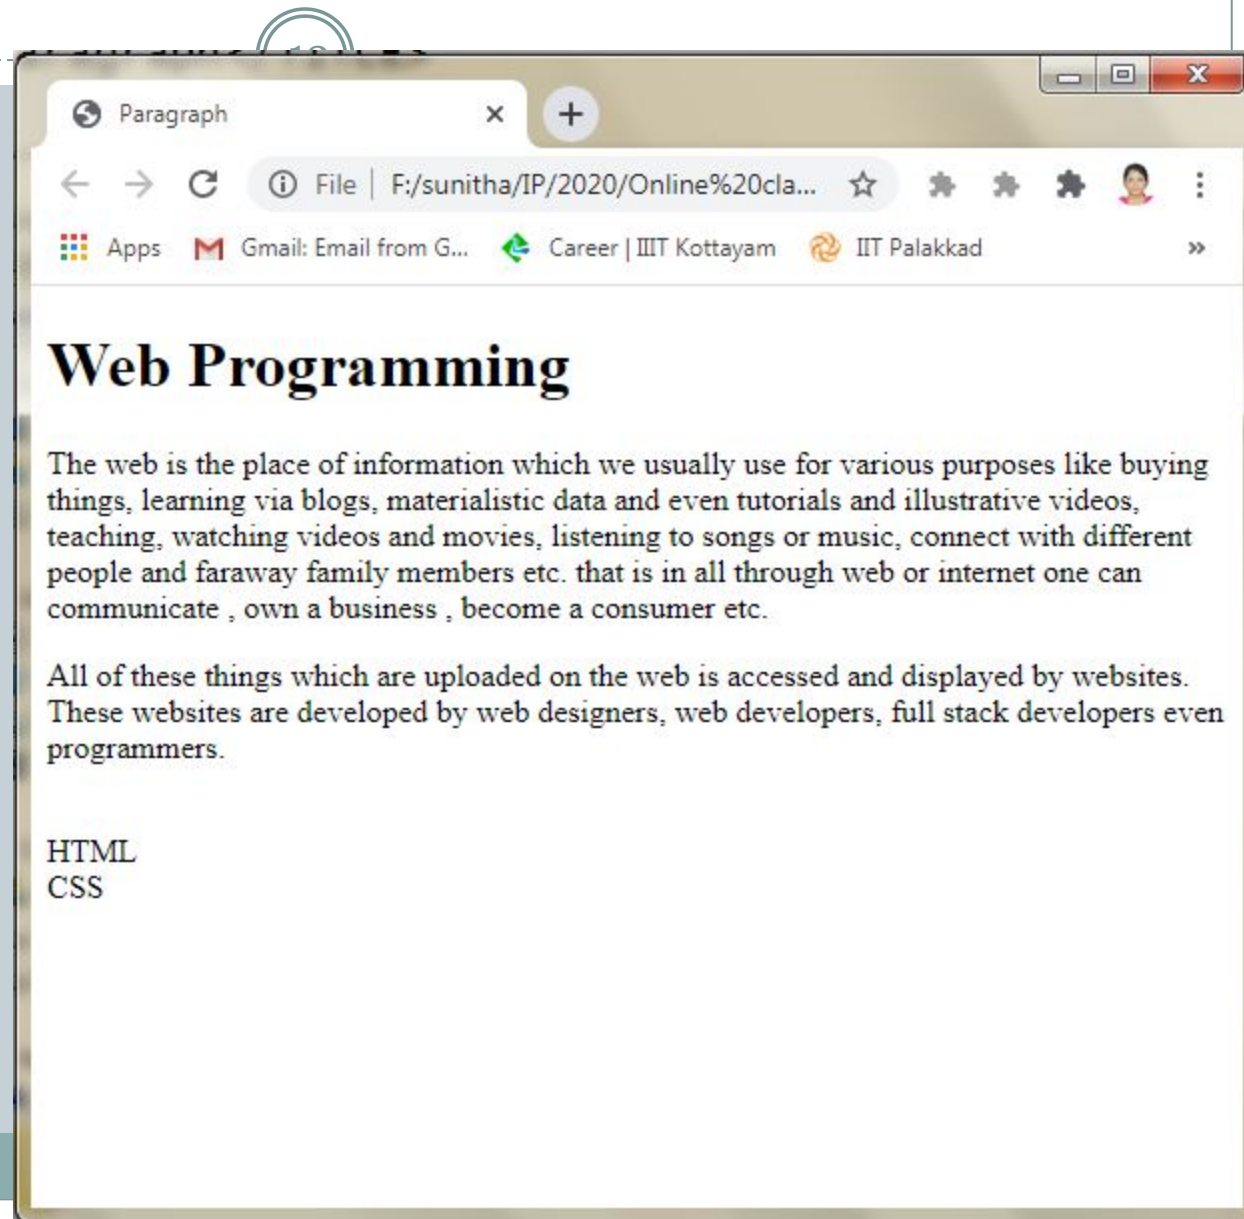 Paragraph
File F:/sunitha/IP/2020/Online%20cla...
Apps Gmail: Email from G... Career | IIIT Kottayam IIT Palakkad »
Web Programming
The web is the place of information which we usually use for various purposes like buying
things, learning via blogs, materialistic data and even tutorials and illustrative videos,
teaching, watching videos and movies, listening to songs or music, connect with different
people and faraway family members etc. that is in all through web or internet one can
communicate , own a business , become a consumer etc.
All of these things which are uploaded on the web is accessed and displayed by websites.
These websites are developed by web designers, web developers, full stack developers even
programmers.
HTML
CSS